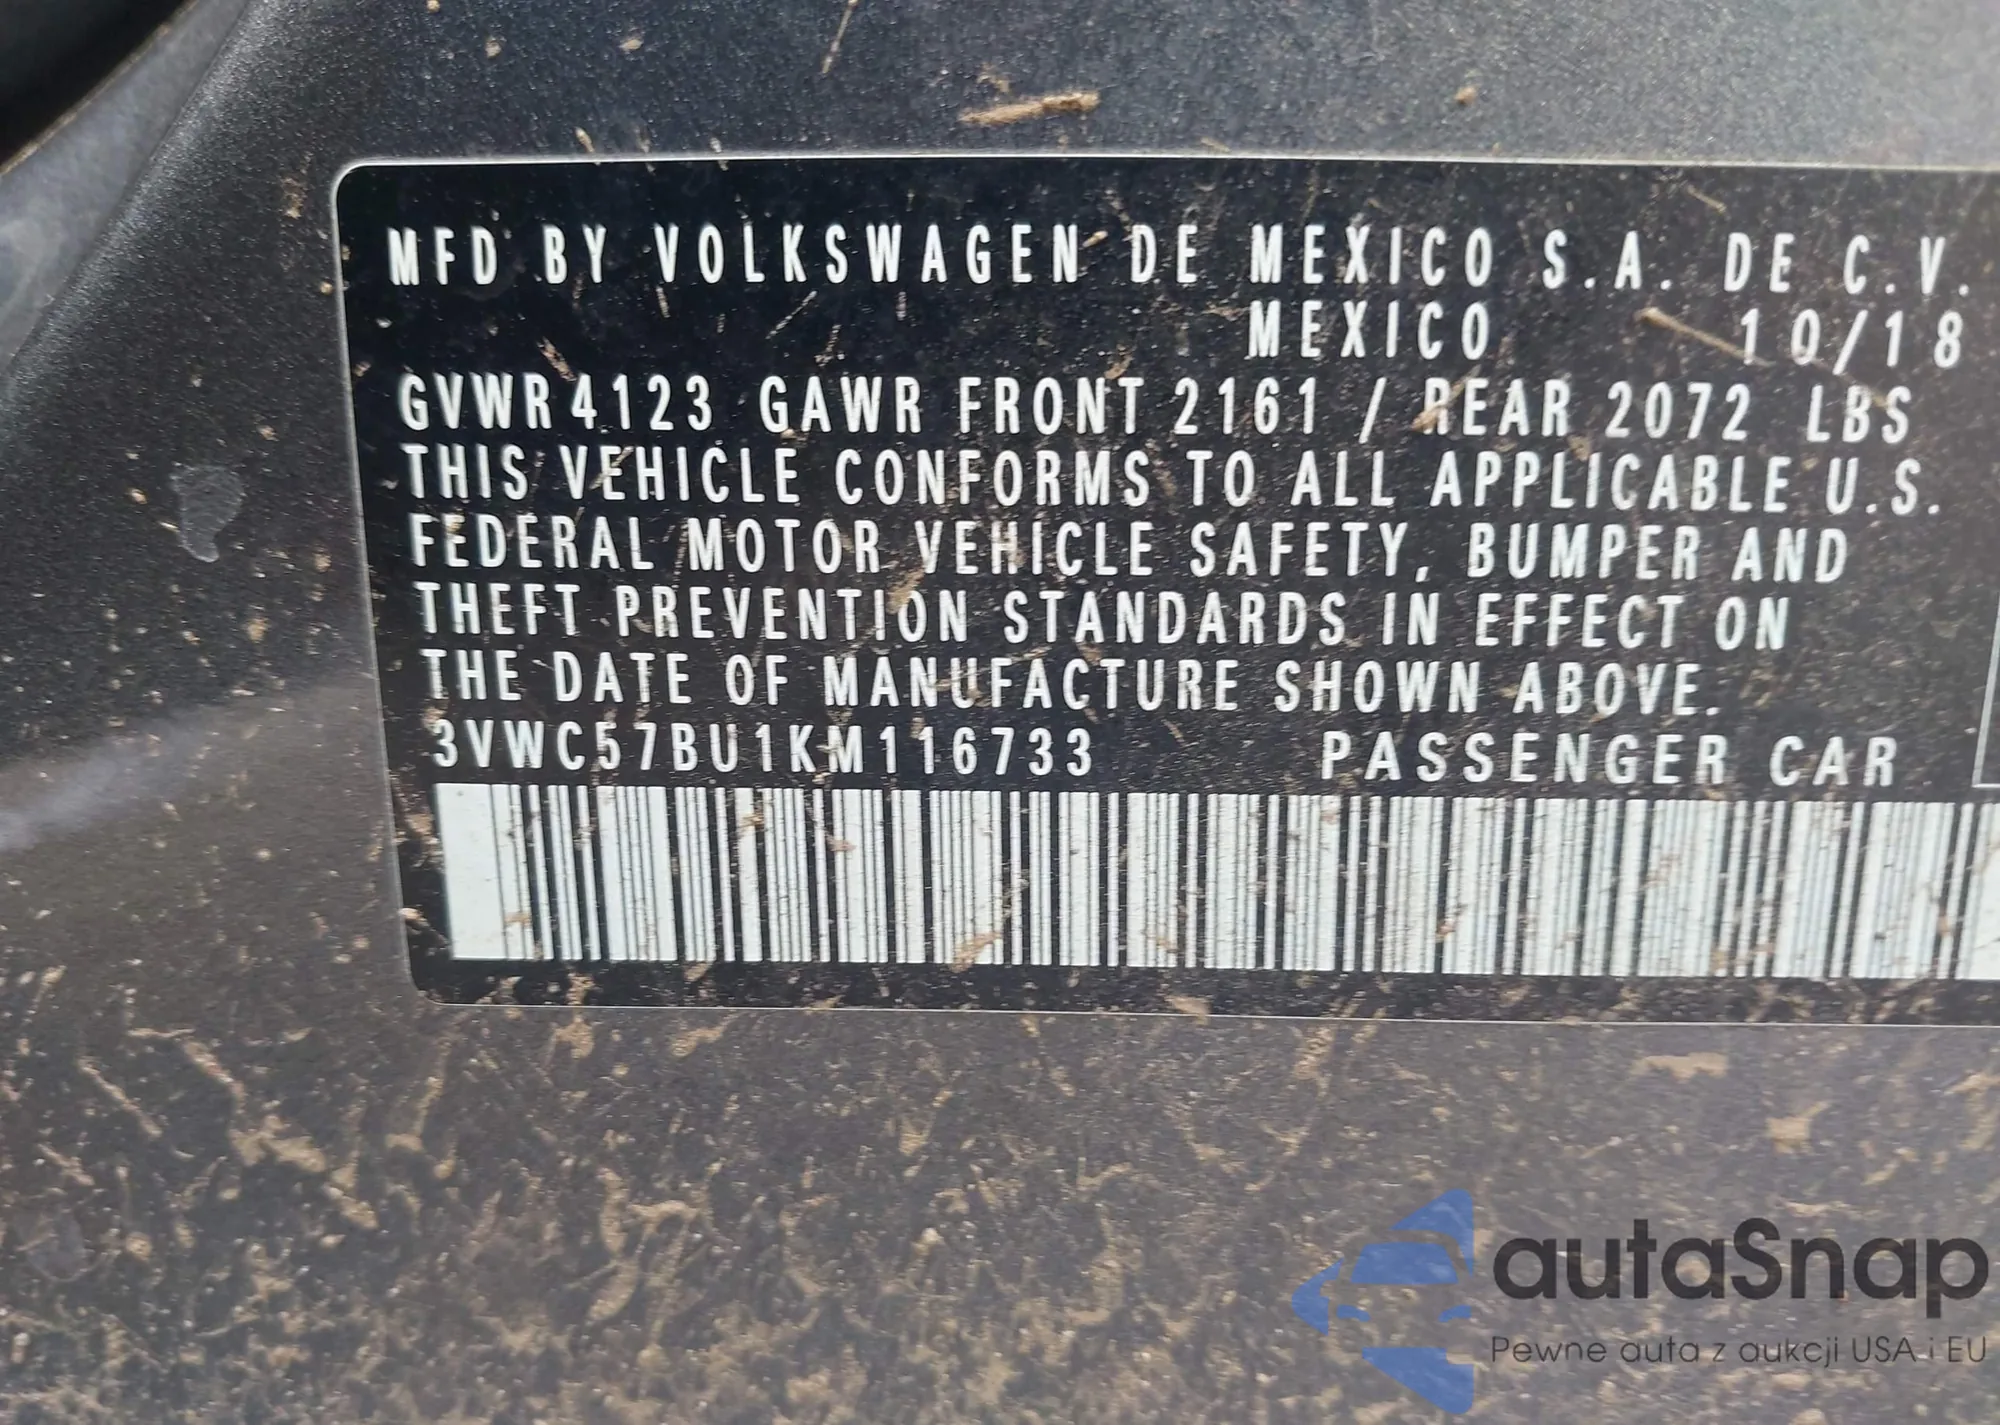 MFD BY VOLKSWAGEN DE MEXICO S.A. DE C.V.
MEXICO 10/18
GVWR 4123 GAWR FRONT 2161 / REAR 2072 LBS
THIS VEHICLE CONFORMS TO ALL APPLICABLE U.S.
FEDERAL MOTOR VEHICLE SAFETY, BUMPER AND
THEFT PREVENTION STANDARDS IN EFFECT ON
THE DATE OF MANUFACTURE SHOWN ABOVE.
3VWC57BU1KM116733 PASSENGER CAR
autaSnap
Pewne auta z aukcji USA i EU